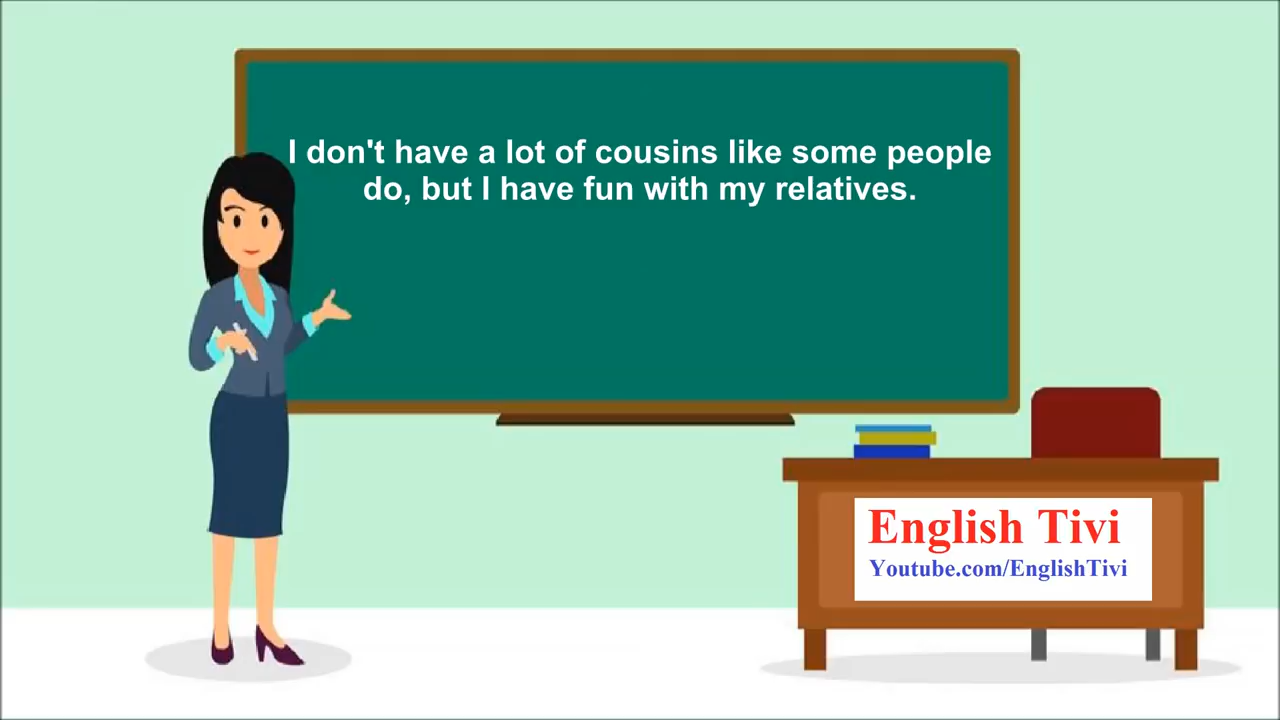 I don't have a lot of cousins like some people
do, but I have fun with my relatives.
English Tivi
Youtube.com/EnglishTivi